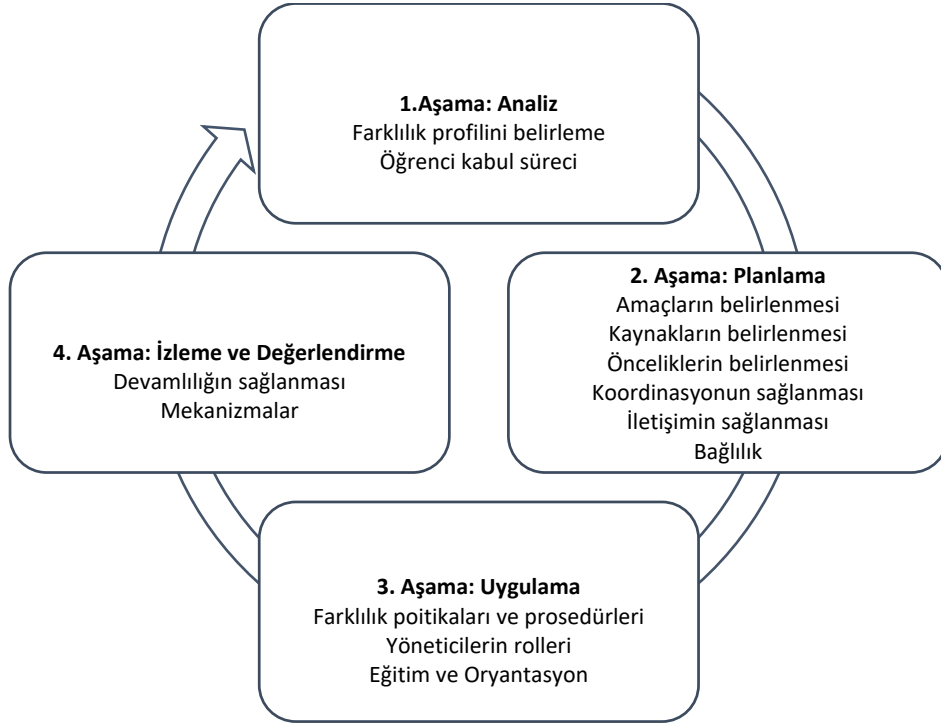 1.Aşama: Analiz
Farklılık profilini belirleme
Öğrenci kabul süreci
2. Aşama: Planlama
Amaçların belirlenmesi
Kaynakların belirlenmesi
Önceliklerin belirlenmesi
Koordinasyonun sağlanması
İletişimin sağlanması
Bağlılık
3. Aşama: Uygulama
Farklılık poitikaları ve prosedürleri
Yöneticilerin rolleri
Eğitim ve Oryantasyon
4. Aşama: İzleme ve Değerlendirme
Devamlılığın sağlanması
Mekanizmalar